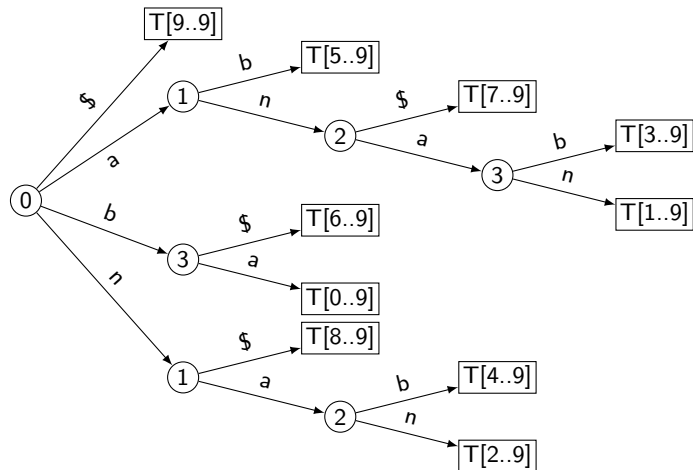 T[9..9]
$
b
T[5..9]
1
n
$
T[7..9]
a
2
a
b
T[3..9]
3
n
0
T[1..9]
b
$
T[6..9]
3
a
n
T[0..9]
$
T[8..9]
1
a
b
T[4..9]
2
n
T[2..9]